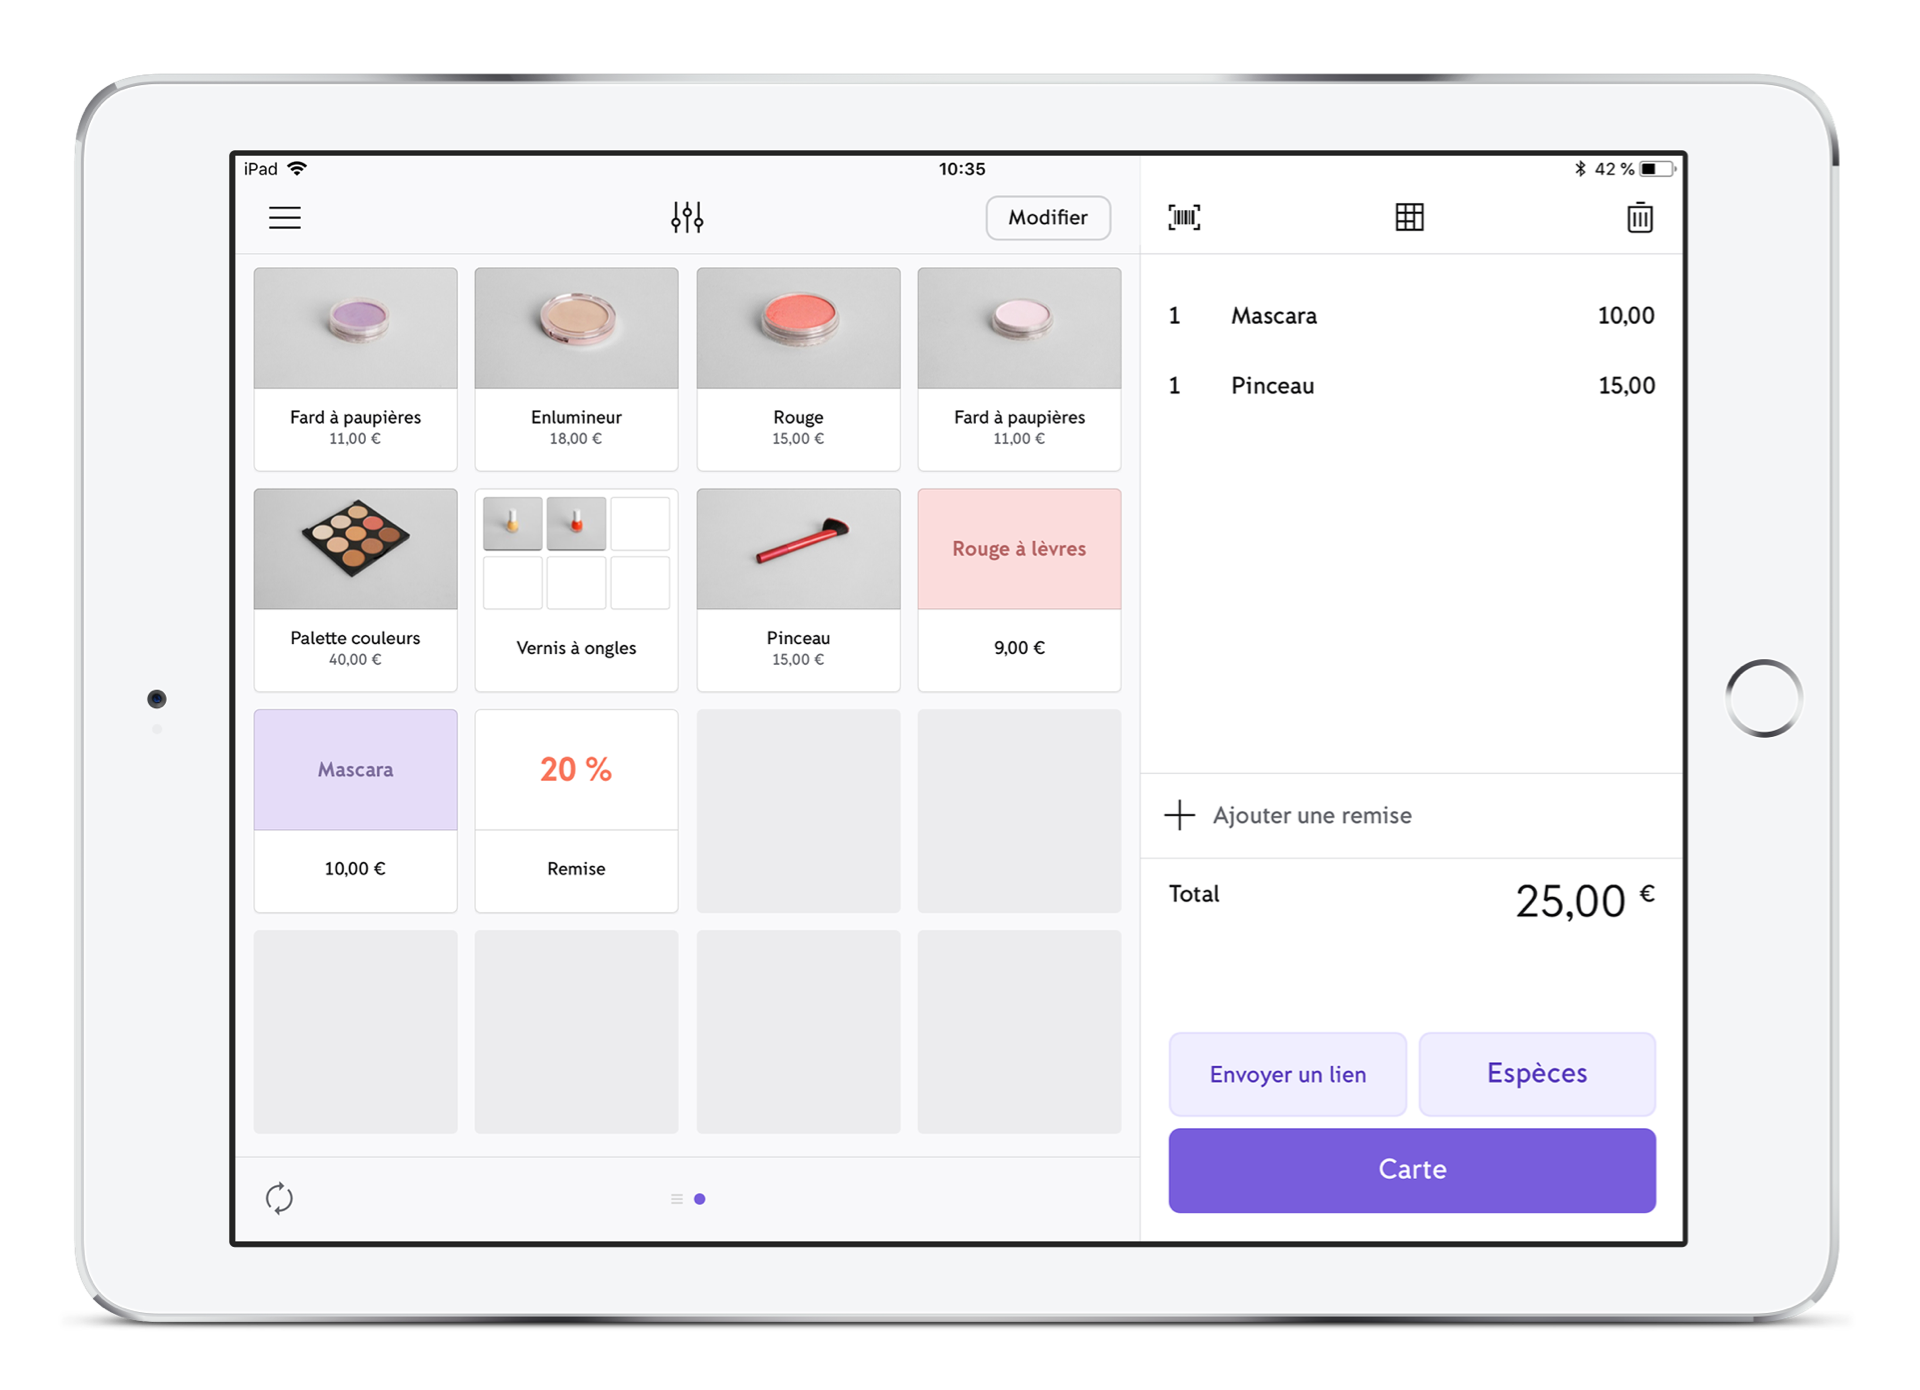 iPad
10:35
42 %
Modifier
Fard à paupières
11,00 €
Enlumineur
18,00 €
Rouge
15,00 €
Fard à paupières
11,00 €
Palette couleurs
40,00 €
Vernis à ongles
Pinceau
15,00 €
Rouge à lèvres
9,00 €
Mascara
10,00 €
20 %
Remise
1 Mascara 10,00
1 Pinceau 15,00
Ajouter une remise
Total 25,00 €
Envoyer un lien
Espèces
Carte